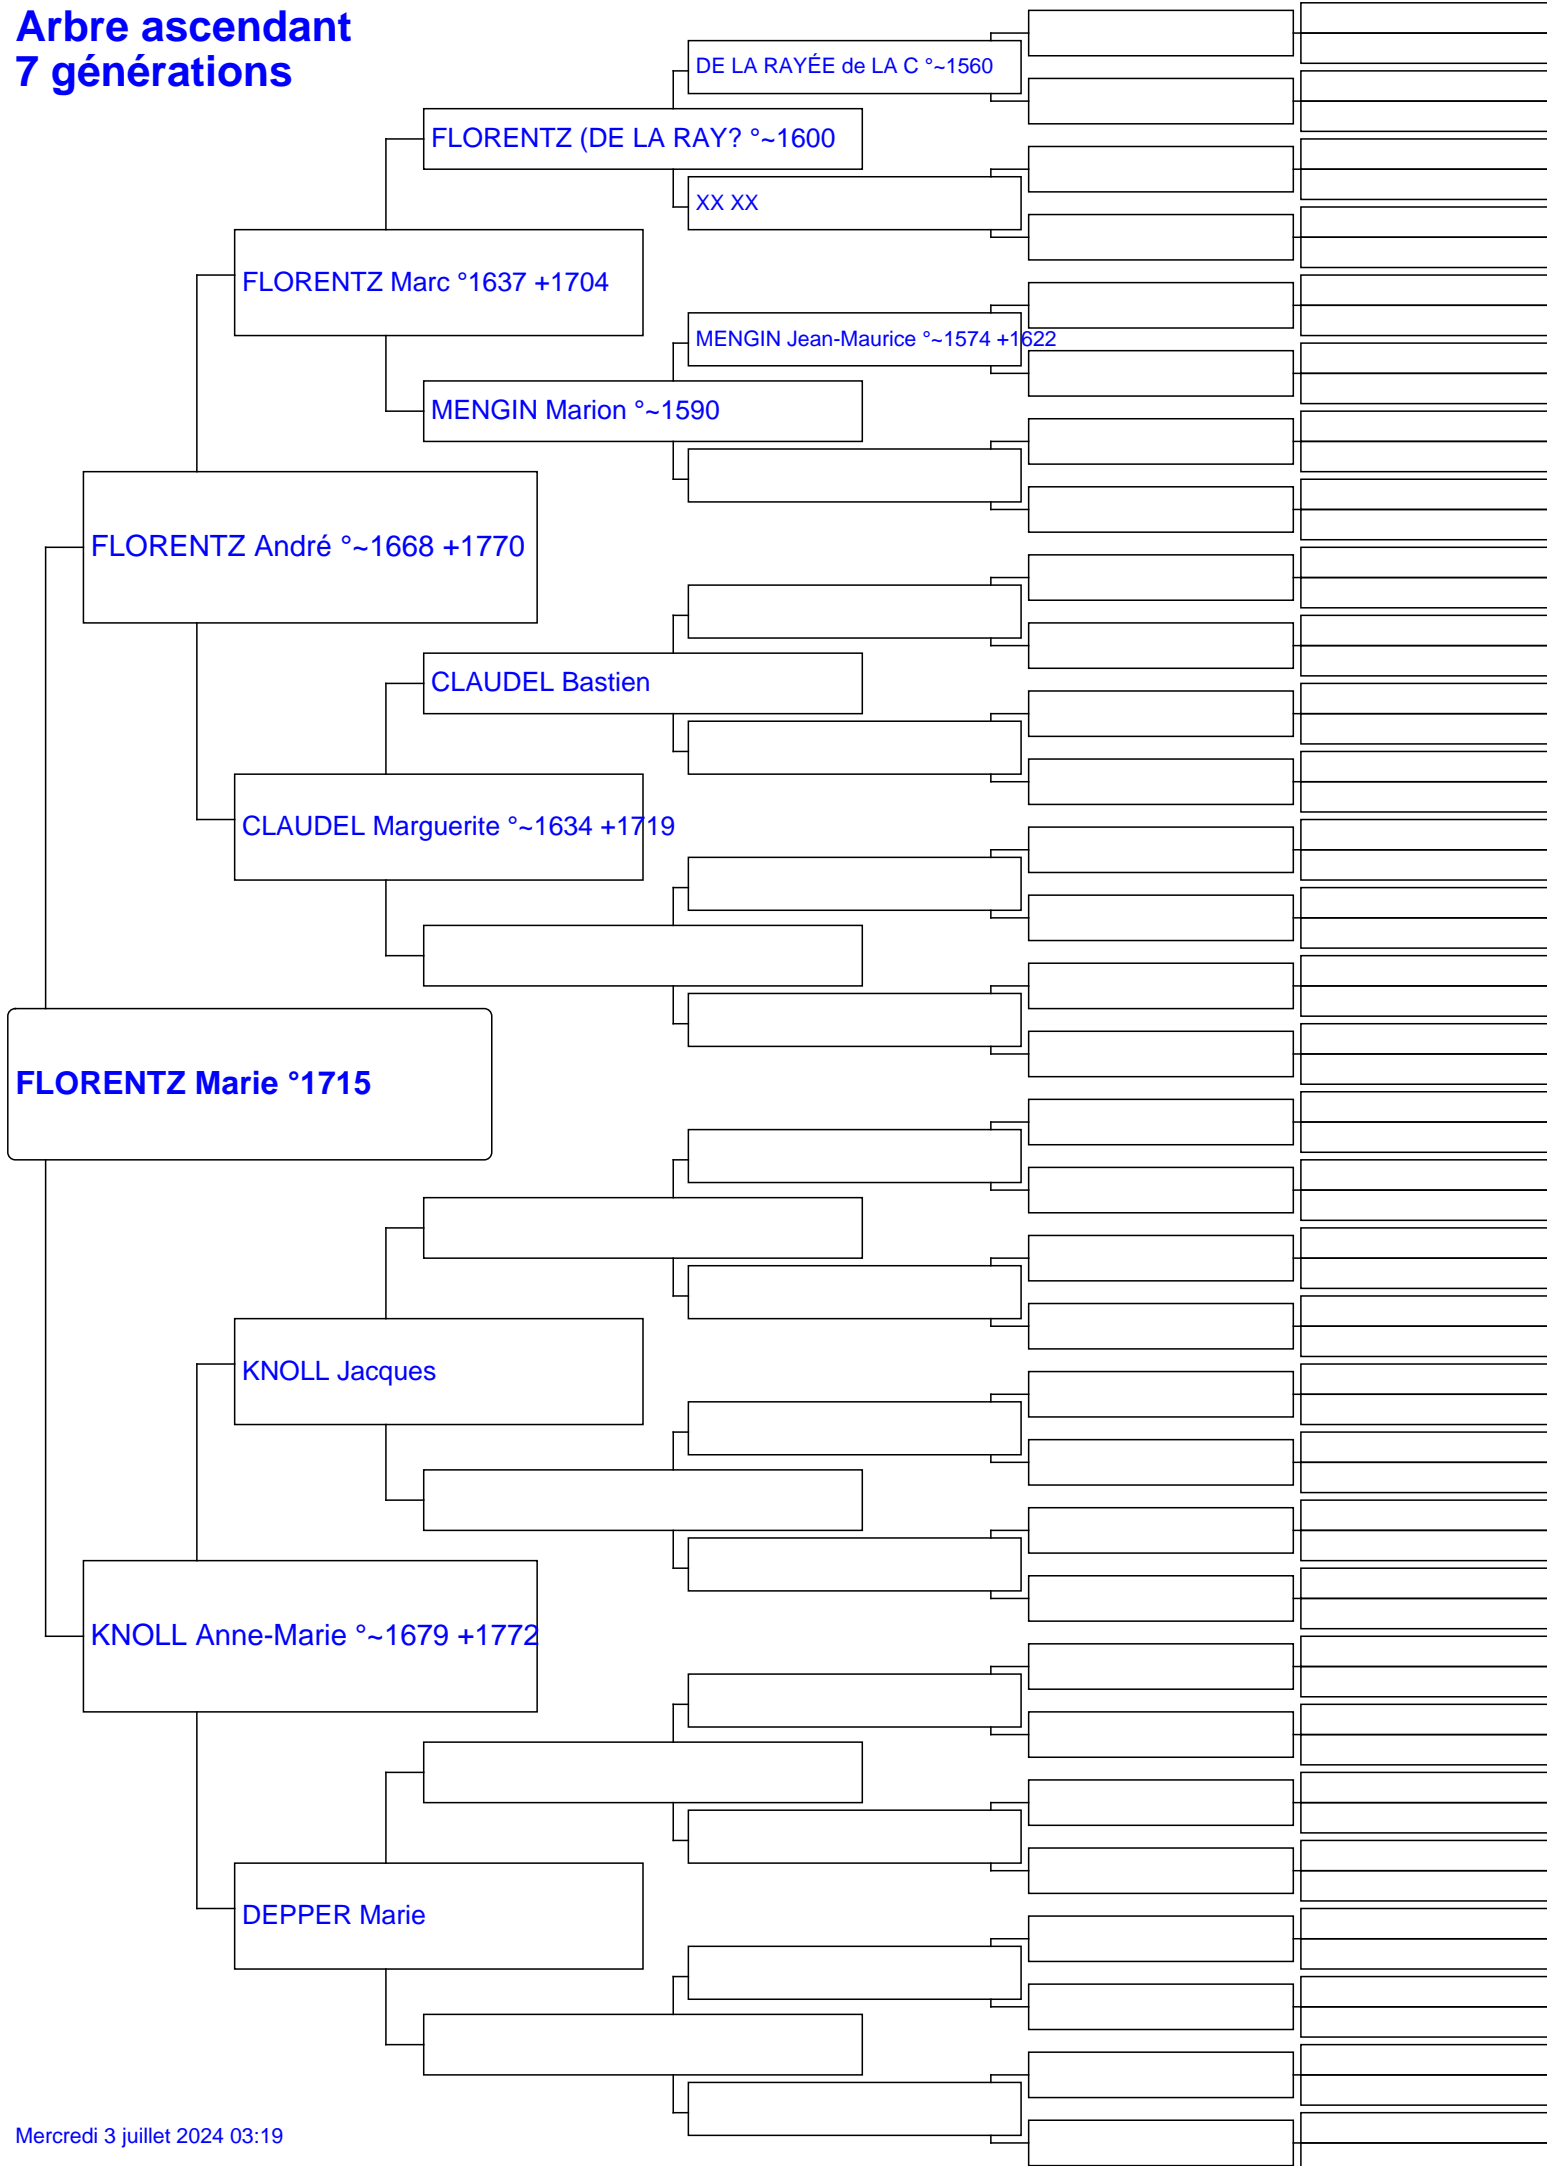 Arbre ascendant
7 générations
DE LA RAYÉE de LA C °~1560
FLORENTZ (DE LA RAY? °~1600
XX XX
FLORENTZ Marc °1637 +1704
MENGIN Jean-Maurice °~1574 +1622
MENGIN Marion °~1590
FLORENTZ André °~1668 +1770
CLAUDEL Bastien
CLAUDEL Marguerite °~1634 +1719
FLORENTZ Marie °1715
KNOLL Jacques
KNOLL Anne-Marie °~1679 +1772
DEPPER Marie
Mercredi 3 juillet 2024 03:19